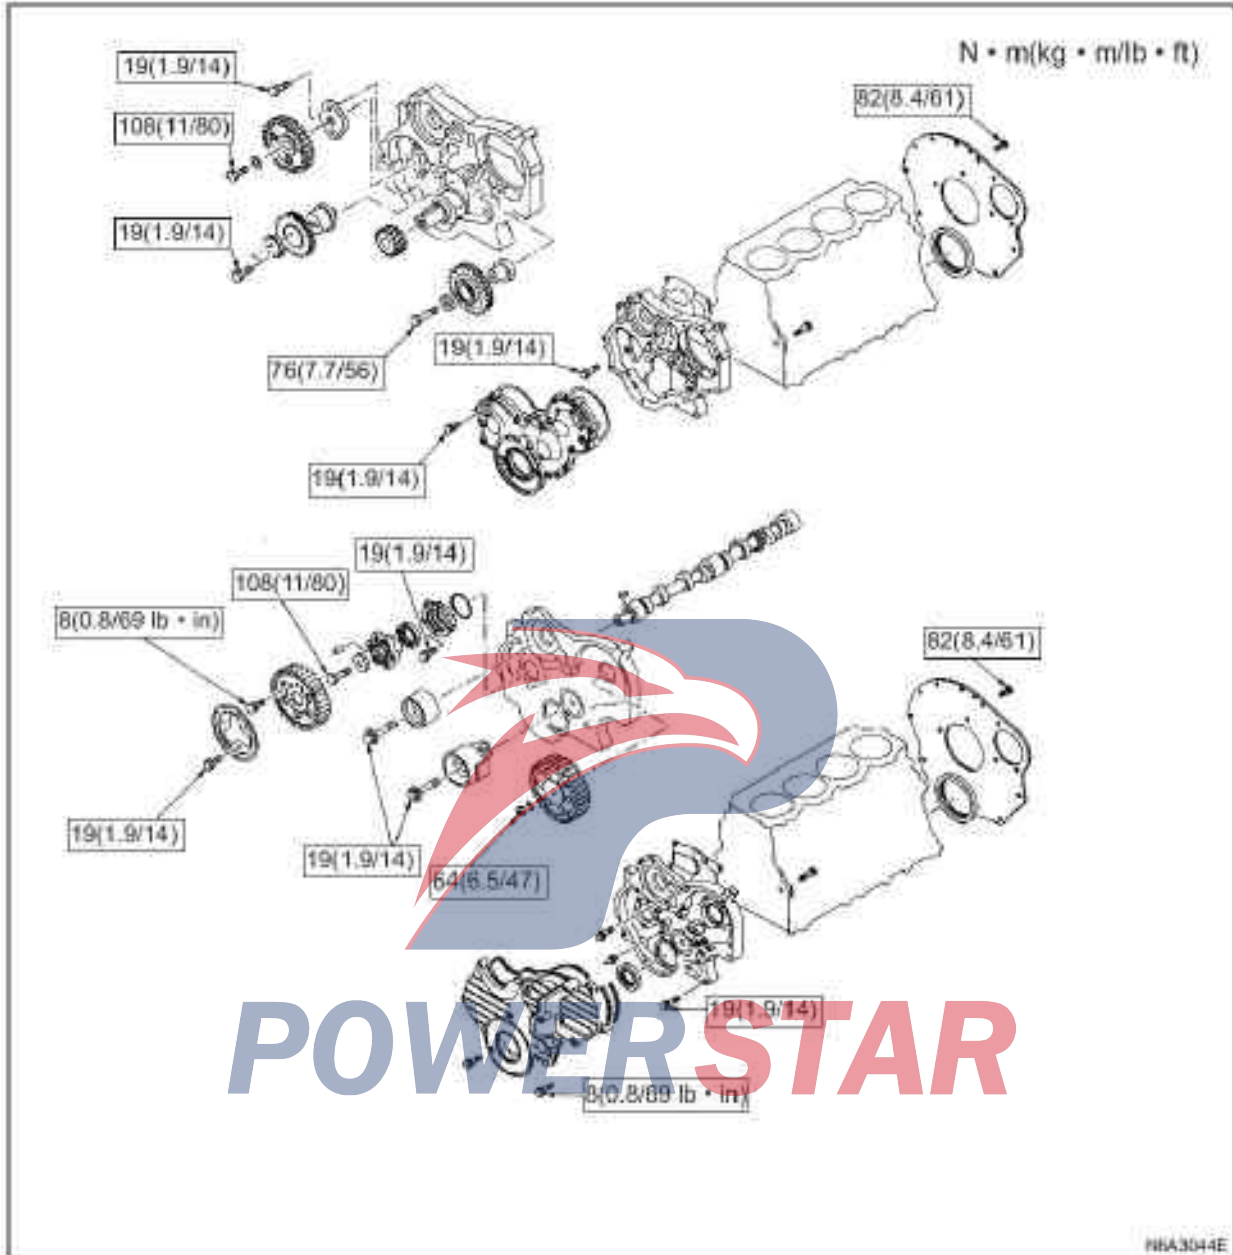 N • m(kg • m/lb • ft)
19(1.9/14)
82(8.4/61)
108(11/80)
19(1.9/14)
19(1.9/14)
76(7.7/56)
19(1.9/14)
19(1.9/14)
108(11/80)
8(0.8/69 lb • in)
82(8.4/61)
19(1.9/14)
19(1.9/14)
64(6.5/47)
19(1.9/14)
POWERSTAR
8(0.8/69 lb • in)
N6A3044E